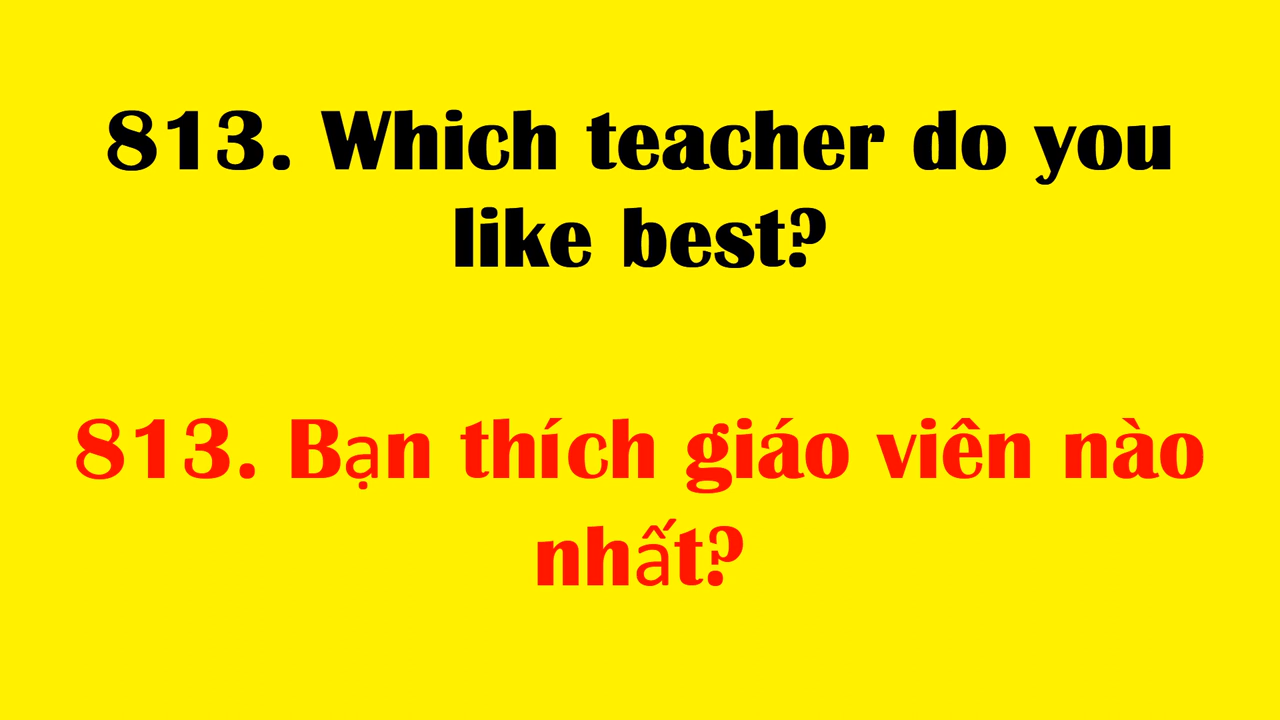 813. Which teacher do you
like best?
813. Bạn thích giáo viên nào
nhất?